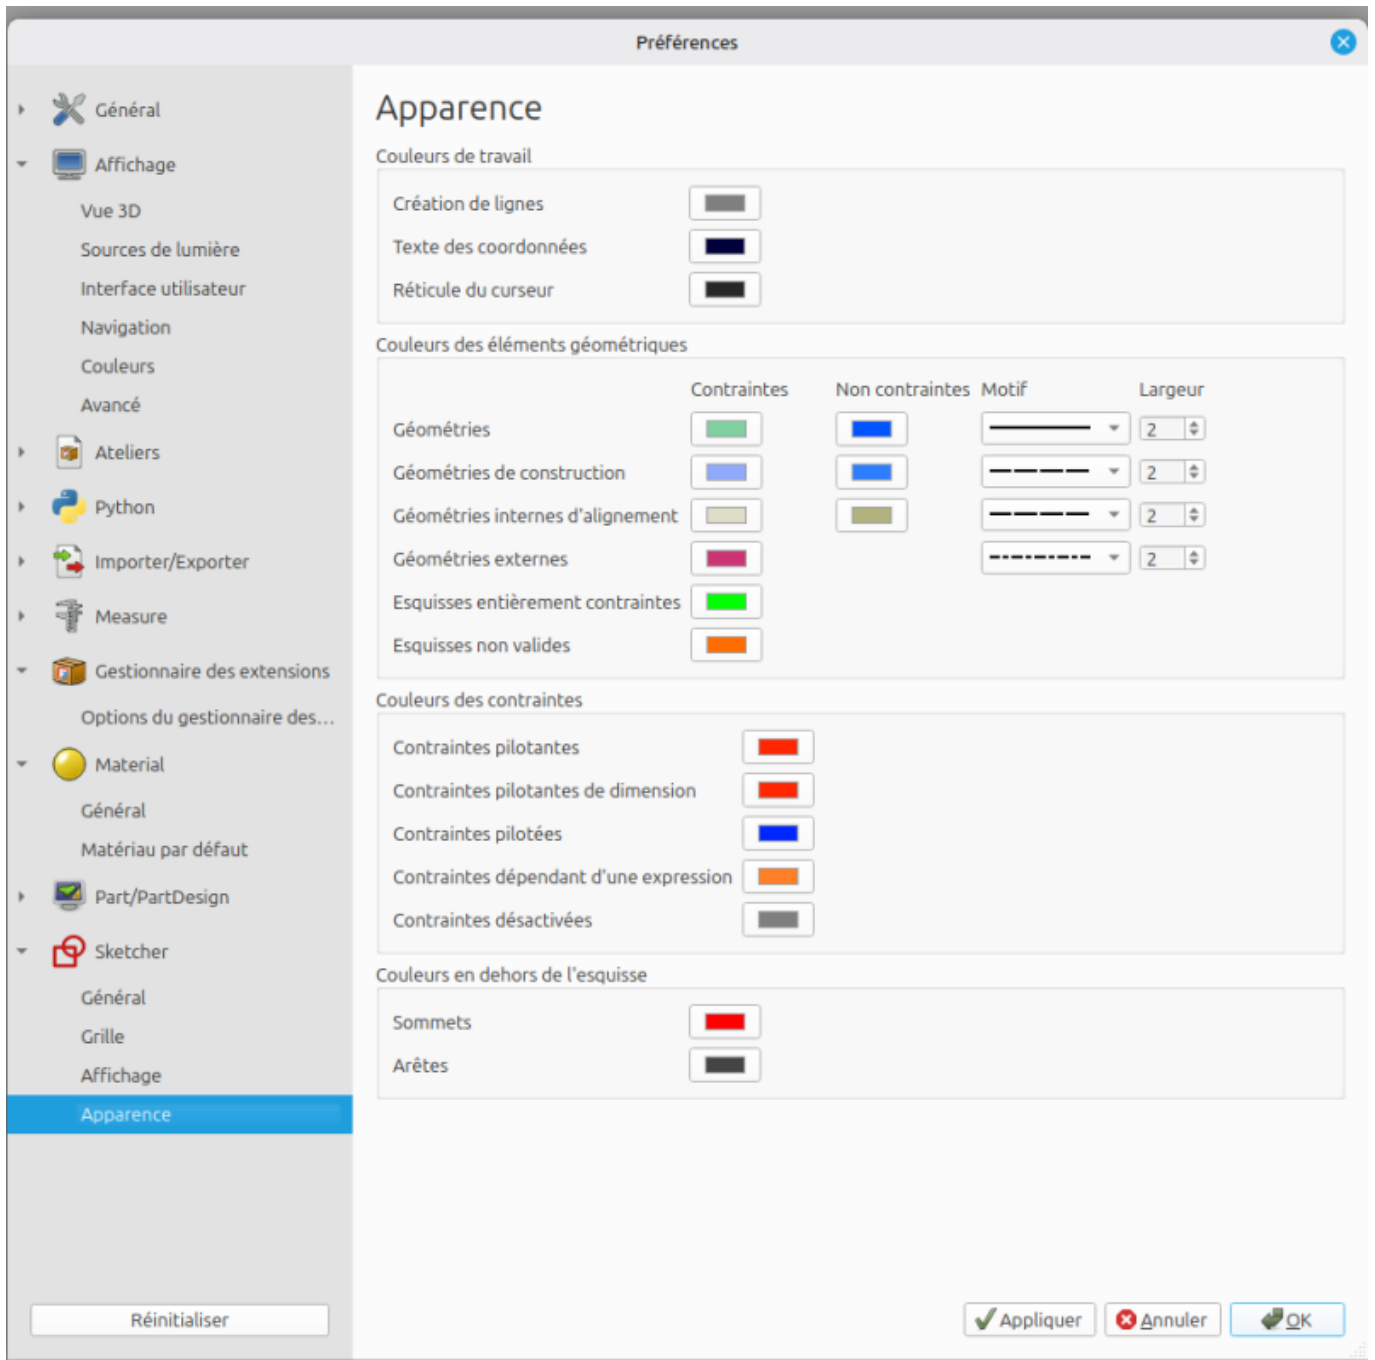 Préférences
Général
Affichage
Vue 3D
Sources de lumière
Interface utilisateur
Navigation
Couleurs
Avancé
Ateliers
Python
Importer/Exporter
Measure
Gestionnaire des extensions
Options du gestionnaire des...
Material
Général
Matériau par défaut
Part/PartDesign
Sketcher
Général
Grille
Affichage
Apparence
Réinitialiser
Apparence
Couleurs de travail
Création de lignes
Texte des coordonnées
Réticule du curseur
Couleurs des éléments géométriques
Contraintes Non contraintes Motif Largeur
Géométries 2
Géométries de construction 2
Géométries internes d'alignement 2
Géométries externes 2
Esquisses entièrement contraintes
Esquisses non valides
Couleurs des contraintes
Contraintes pilotantes
Contraintes pilotantes de dimension
Contraintes pilotées
Contraintes dépendant d'une expression
Contraintes désactivées
Couleurs en dehors de l'esquisse
Sommets
Arêtes
Appliquer Annuler OK